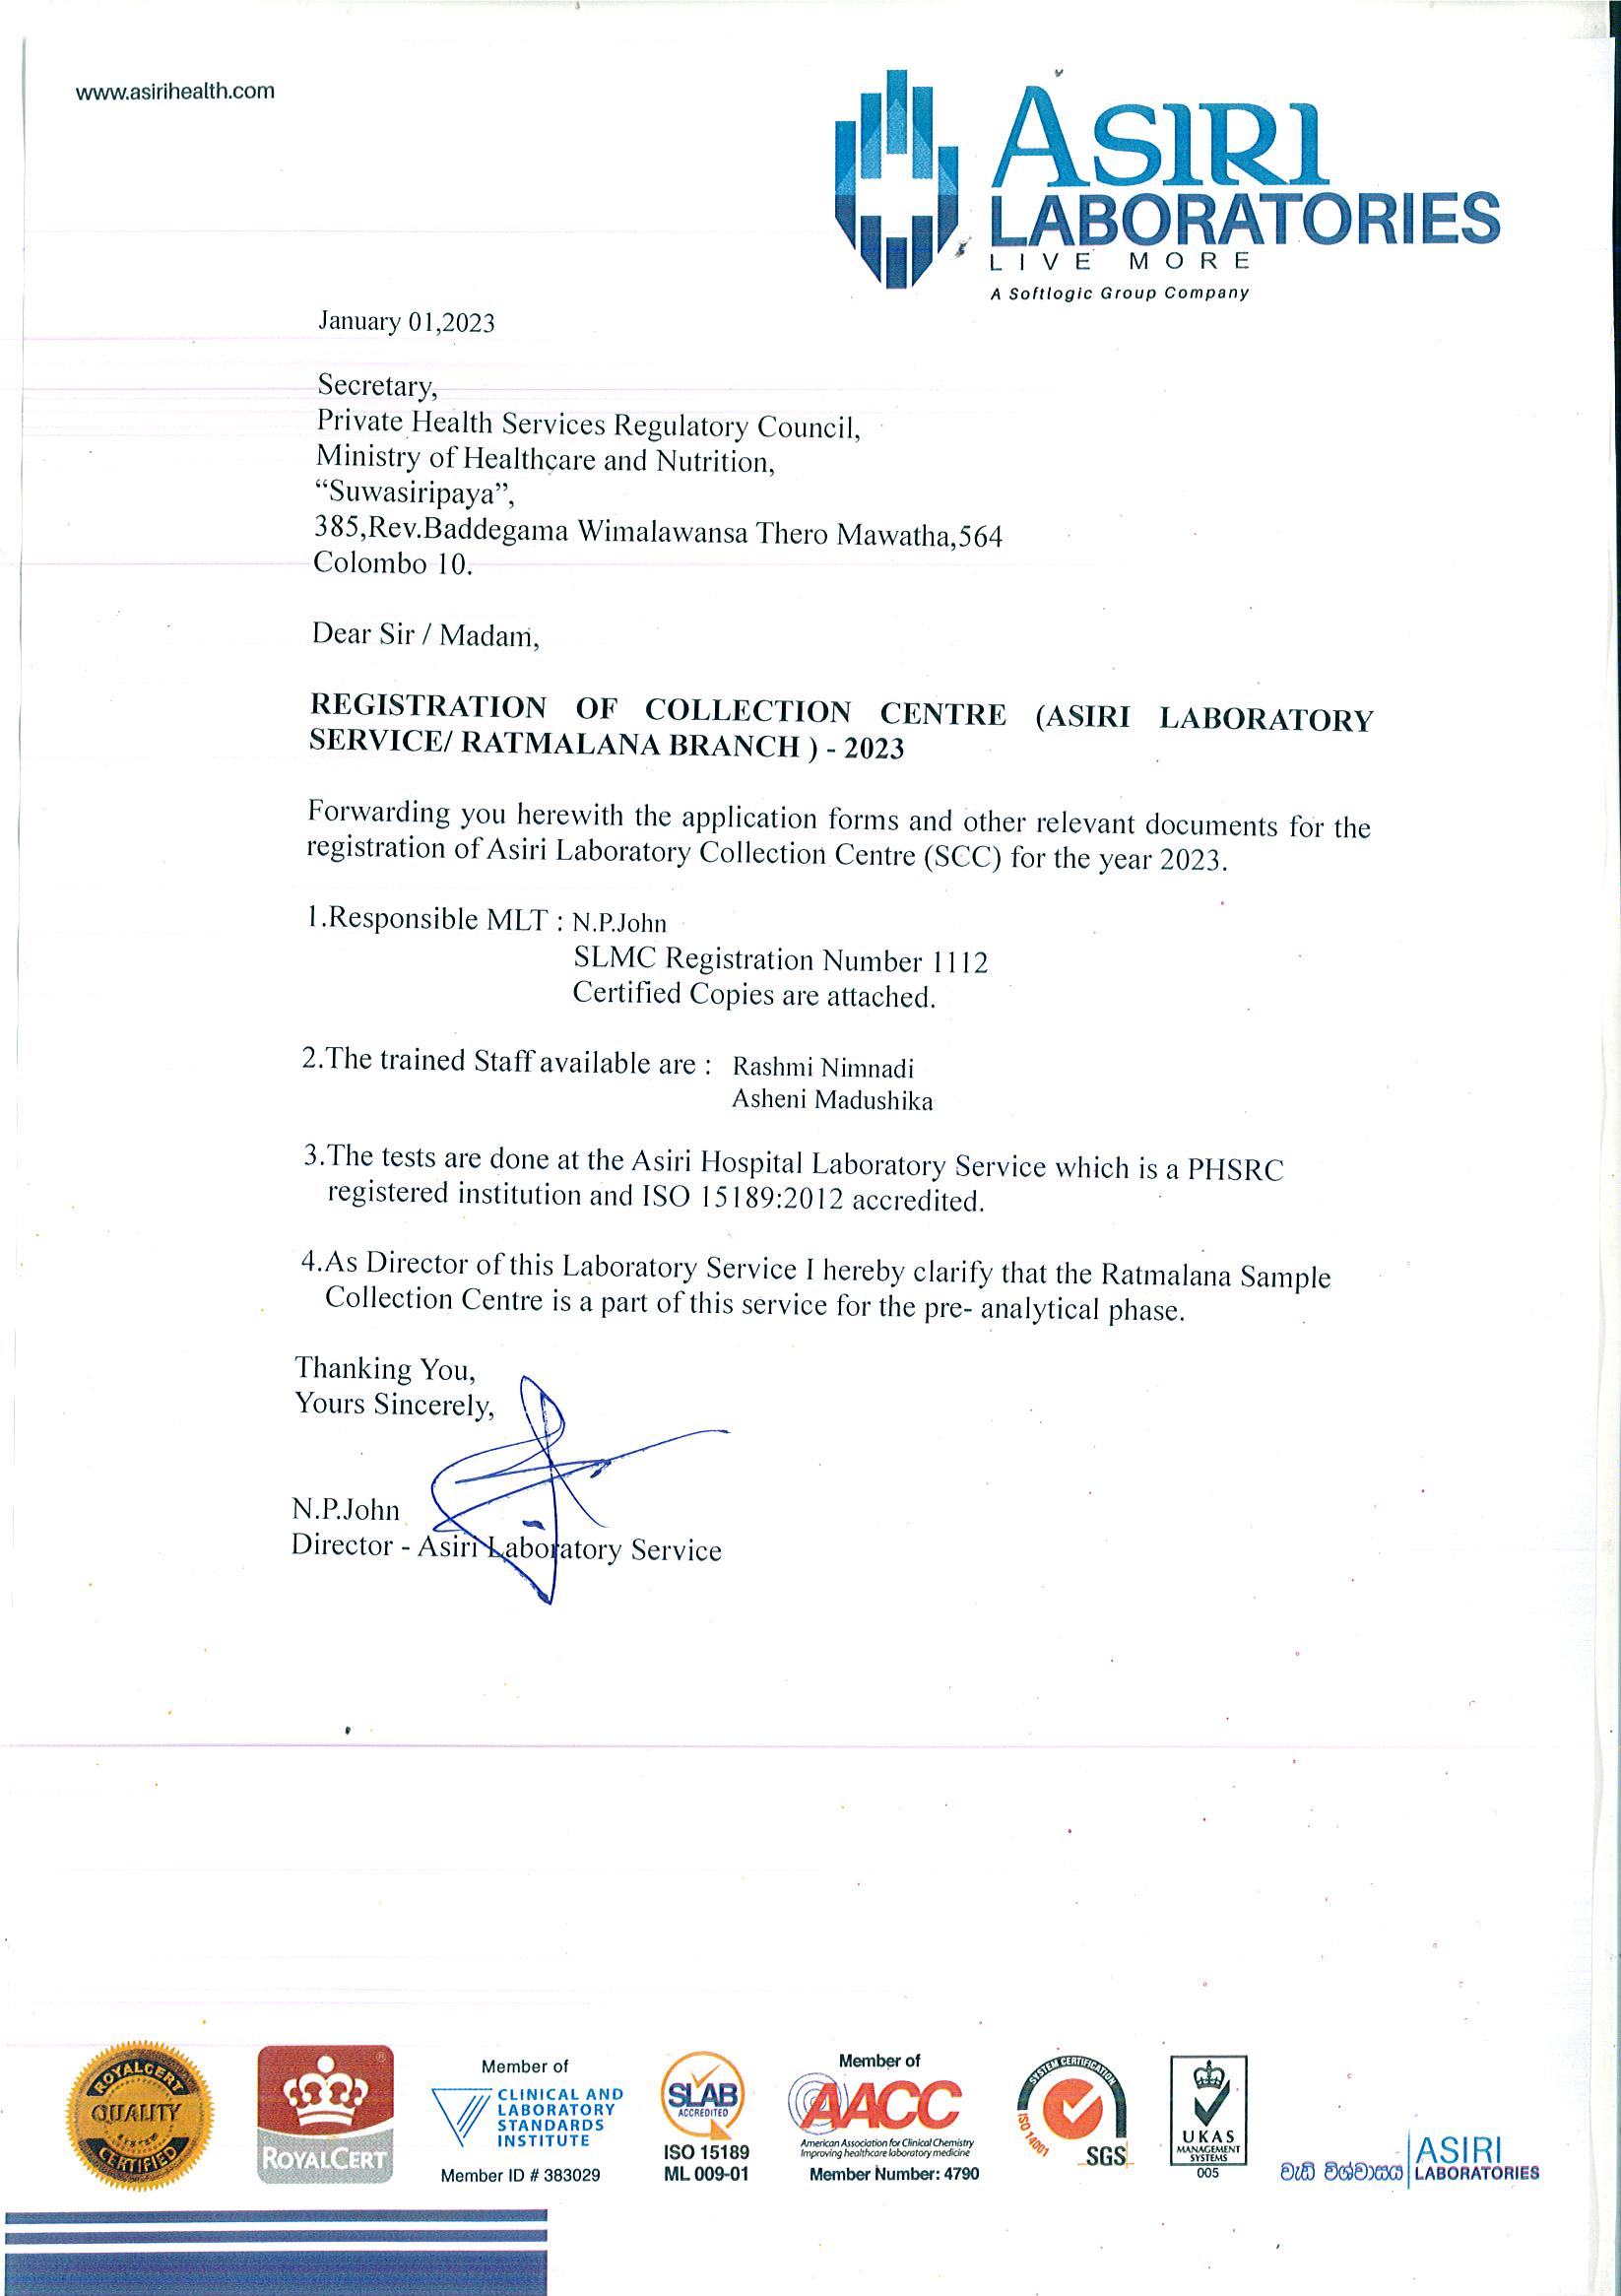 www.asirihealth.com
ASIRI
LABORATORIES
LIVE MORE
A Softlogic Group Company
January 01,2023
Secretary,
Private Health Services Regulatory Council,
Ministry of Healthcare and Nutrition,
“Suwasiripaya”,
385,Rev.Baddegama Wimalawansa Thero Mawatha,564
Colombo 10.
Dear Sir / Madam,
REGISTRATION OF COLLECTION CENTRE (ASIRI LABORATORY
SERVICE/ RATMALANA BRANCH ) - 2023
Forwarding you herewith the application forms and other relevant documents for the
registration of Asiri Laboratory Collection Centre (SCC) for the year 2023.
1.Responsible MLT : N.P.John
SLMC Registration Number 1112
Certified Copies are attached.
2.The trained Staff available are : Rashmi Nimnadi
Asheni Madushika
3.The tests are done at the Asiri Hospital Laboratory Service which is a PHSRC
registered institution and ISO 15189:2012 accredited.
4.As Director of this Laboratory Service I hereby clarify that the Ratmalana Sample
Collection Centre is a part of this service for the pre- analytical phase.
Thanking You,
Yours Sincerely,
N.P.John
Director - Asiri Laboratory Service
ROYALCERT
QUALITY
SYSTEM
CERTIFIED
ROYALCERT
Member of
CLINICAL AND
LABORATORY
STANDARDS
INSTITUTE
Member ID # 383029
SLAB
ACCREDITED
ISO 15189
ML 009-01
Member of
AACC
American Association for Clinical Chemistry
Improving healthcare laboratory medicine
Member Number: 4790
SYSTEM CERTIFICATION
ISO 14001
SGS
UKAS
MANAGEMENT
SYSTEMS
005
වැඩි විශ්වාසය
ASIRI
LABORATORIES